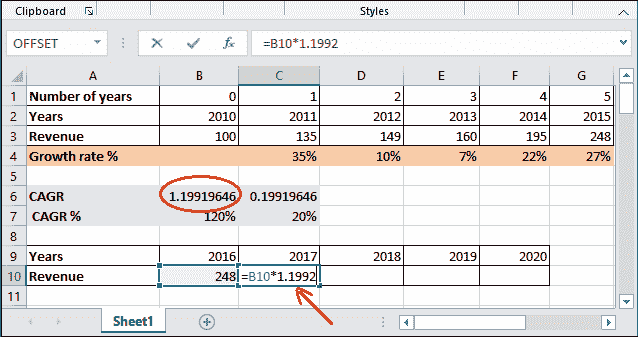 Clipboard Styles
OFFSET fx =B10*1.1992
A B C D E F G
1 Number of years 0 1 2 3 4 5
2 Years 2010 2011 2012 2013 2014 2015
3 Revenue 100 135 149 160 195 248
4 Growth rate % 35% 10% 7% 22% 27%
5
6 CAGR 1.19919646 0.19919646
7 CAGR % 120% 20%
8
9 Years 2016 2017 2018 2019 2020
10 Revenue 248 =B10*1.1992
11
Sheet1